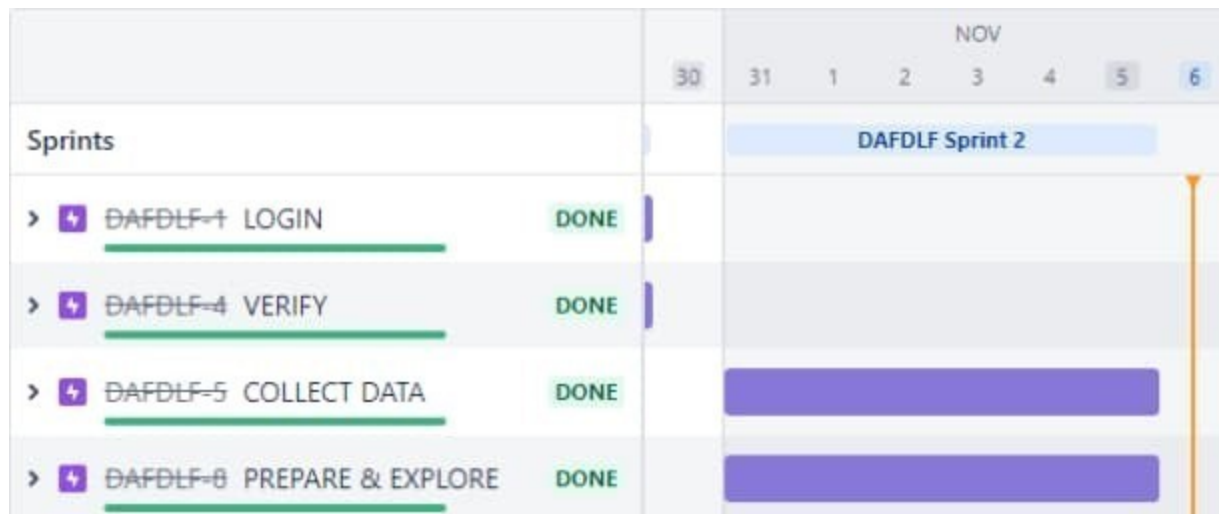 NOV
30 31 1 2 3 4 5 6
Sprints DAFDLF Sprint 2
DAFDLF-1 LOGIN DONE
DAFDLF-4 VERIFY DONE
DAFDLF-5 COLLECT DATA DONE
DAFDLF-8 PREPARE & EXPLORE DONE